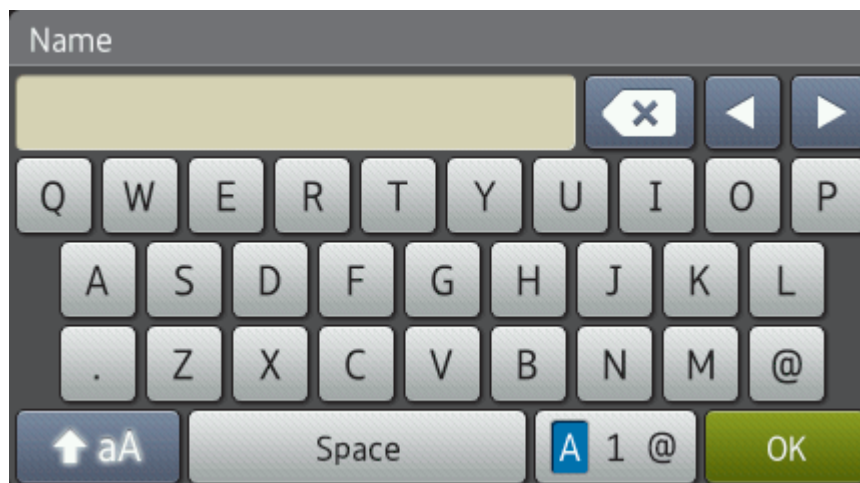 Name
Q W E R T Y U I O P
A S D F G H J K L
. Z X C V B N M @
aA Space A 1 @ OK